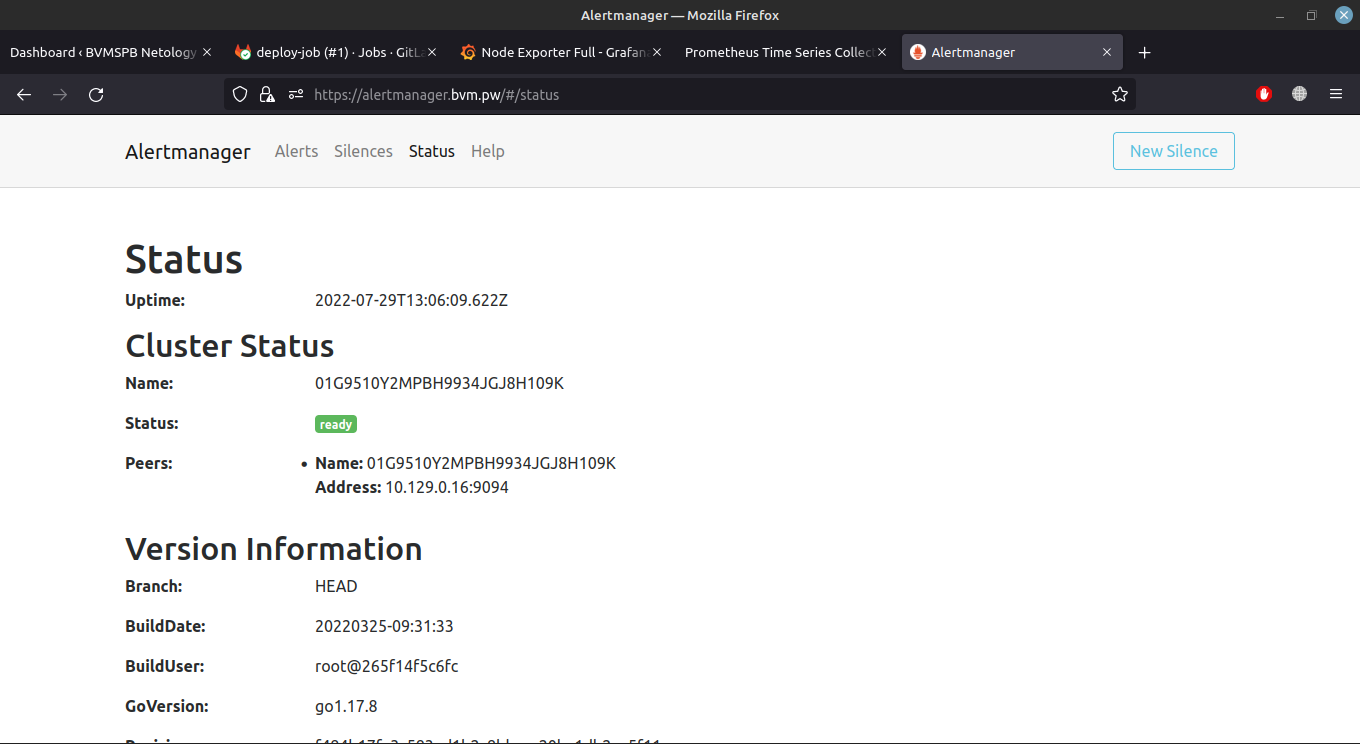 Alertmanager — Mozilla Firefox
Dashboard ‹ BVMSPB Netology
deploy-job (#1) · Jobs · GitLa
Node Exporter Full - Grafana
Prometheus Time Series Collect
Alertmanager
https://alertmanager.bvm.pw/#/status
Alertmanager Alerts Silences Status Help New Silence
Status
Uptime: 2022-07-29T13:06:09.622Z
Cluster Status
Name: 01G9510Y2MPBH9934JGJ8H109K
Status: ready
Peers: • Name: 01G9510Y2MPBH9934JGJ8H109K
Address: 10.129.0.16:9094
Version Information
Branch: HEAD
BuildDate: 20220325-09:31:33
BuildUser: root@265f14f5c6fc
GoVersion: go1.17.8